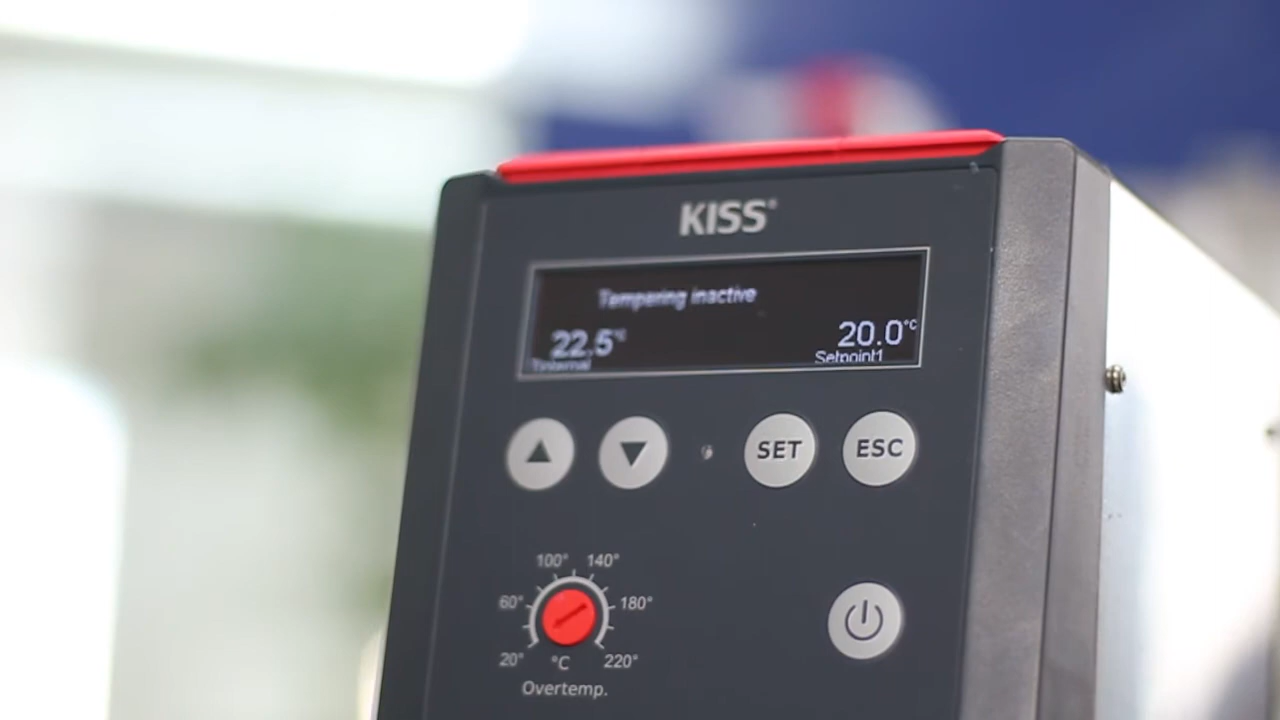 KISS®
Tempering inactive
22.5°C
20.0°C
Tinternal
Setpoint1
SET
ESC
100° 140°
60° 180°
20° °C 220°
Overtemp.